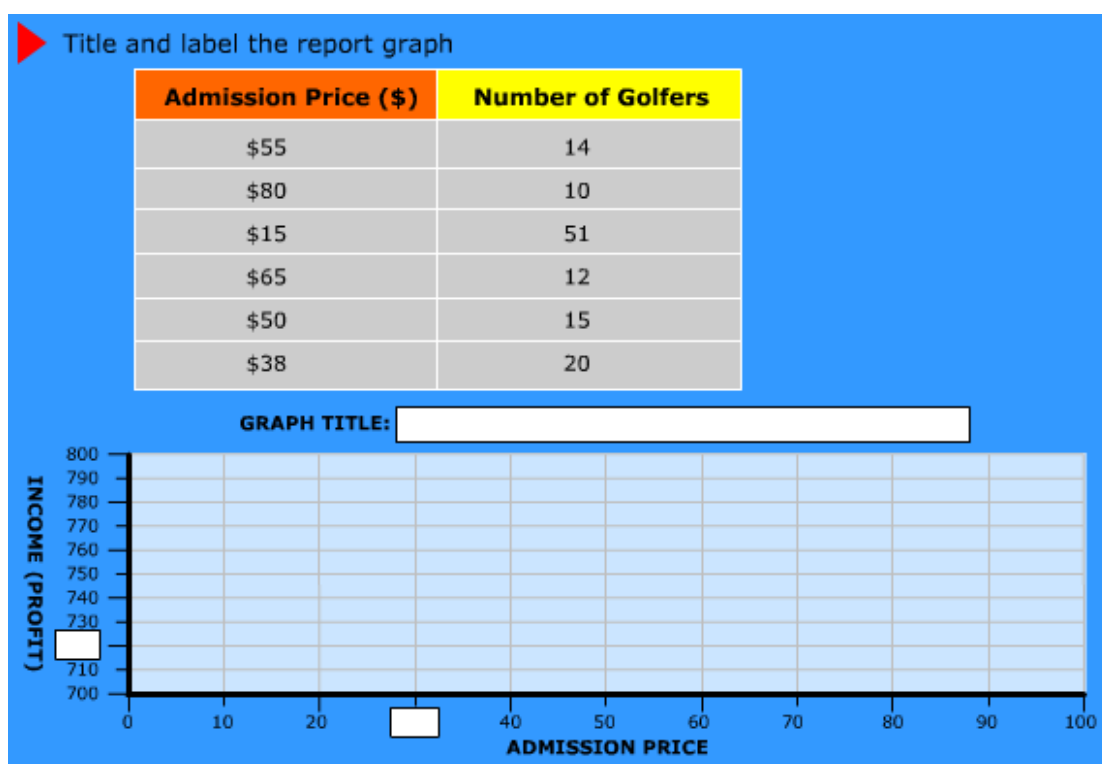 Title and label the report graph
Admission Price ($) Number of Golfers
$55 14
$80 10
$15 51
$65 12
$50 15
$38 20
GRAPH TITLE:
INCOME (PROFIT)
800
790
780
770
760
750
740
730
710
700
0 10 20 40 50 60 70 80 90 100
ADMISSION PRICE